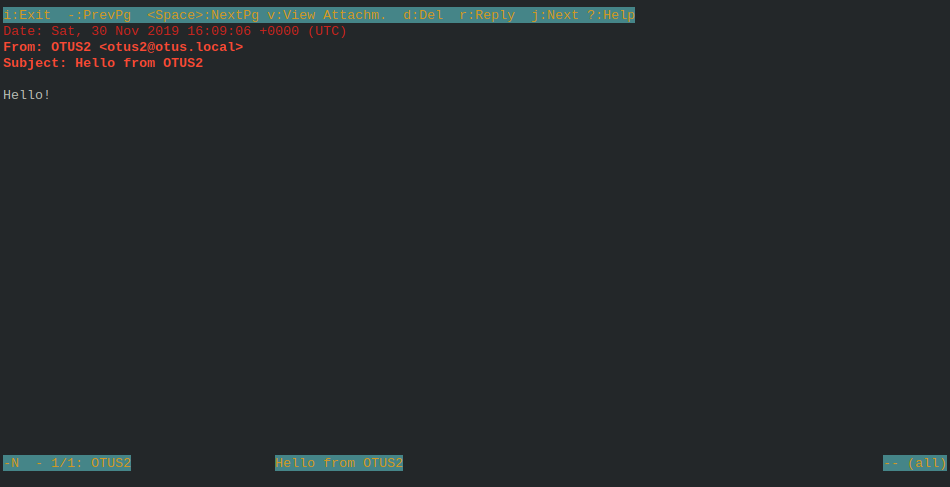 i:Exit  -:PrevPg  <Space>:NextPg v:View Attachm.  d:Del  r:Reply  j:Next ?:Help
Date: Sat, 30 Nov 2019 16:09:06 +0000 (UTC)
From: OTUS2 <otus2@otus.local>
Subject: Hello from OTUS2
Hello!
-N  - 1/1: OTUS2                  Hello from OTUS2                                                            -- (all)